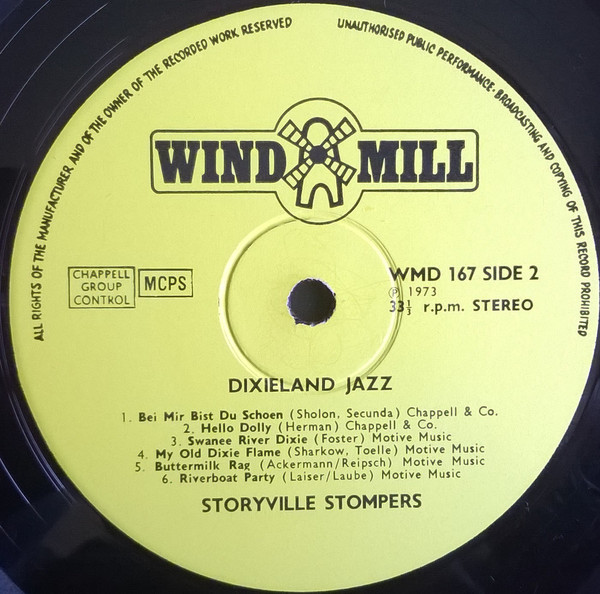 ALL RIGHTS OF THE MANUFACTURER AND OF THE OWNER OF THE RECORDED WORK RESERVED
UNAUTHORISED PUBLIC PERFORMANCE, BROADCASTING AND COPYING OF THIS RECORD PROHIBITED
WIND MILL
CHAPPELL
GROUP
CONTROL
MCPS
WMD 167 SIDE 2
℗ 1973
33⅓ r.p.m. STEREO
DIXIELAND JAZZ
1. Bei Mir Bist Du Schoen (Sholon, Secunda) Chappell & Co.
2. Hello Dolly (Herman) Chappell & Co.
3. Swanee River Dixie (Foster) Motive Music
4. My Old Dixie Flame (Sharkow, Toelle) Motive Music
5. Buttermilk Rag (Ackermann/Reipsch) Motive Music
6. Riverboat Party (Laiser/Laube) Motive Music
STORYVILLE STOMPERS